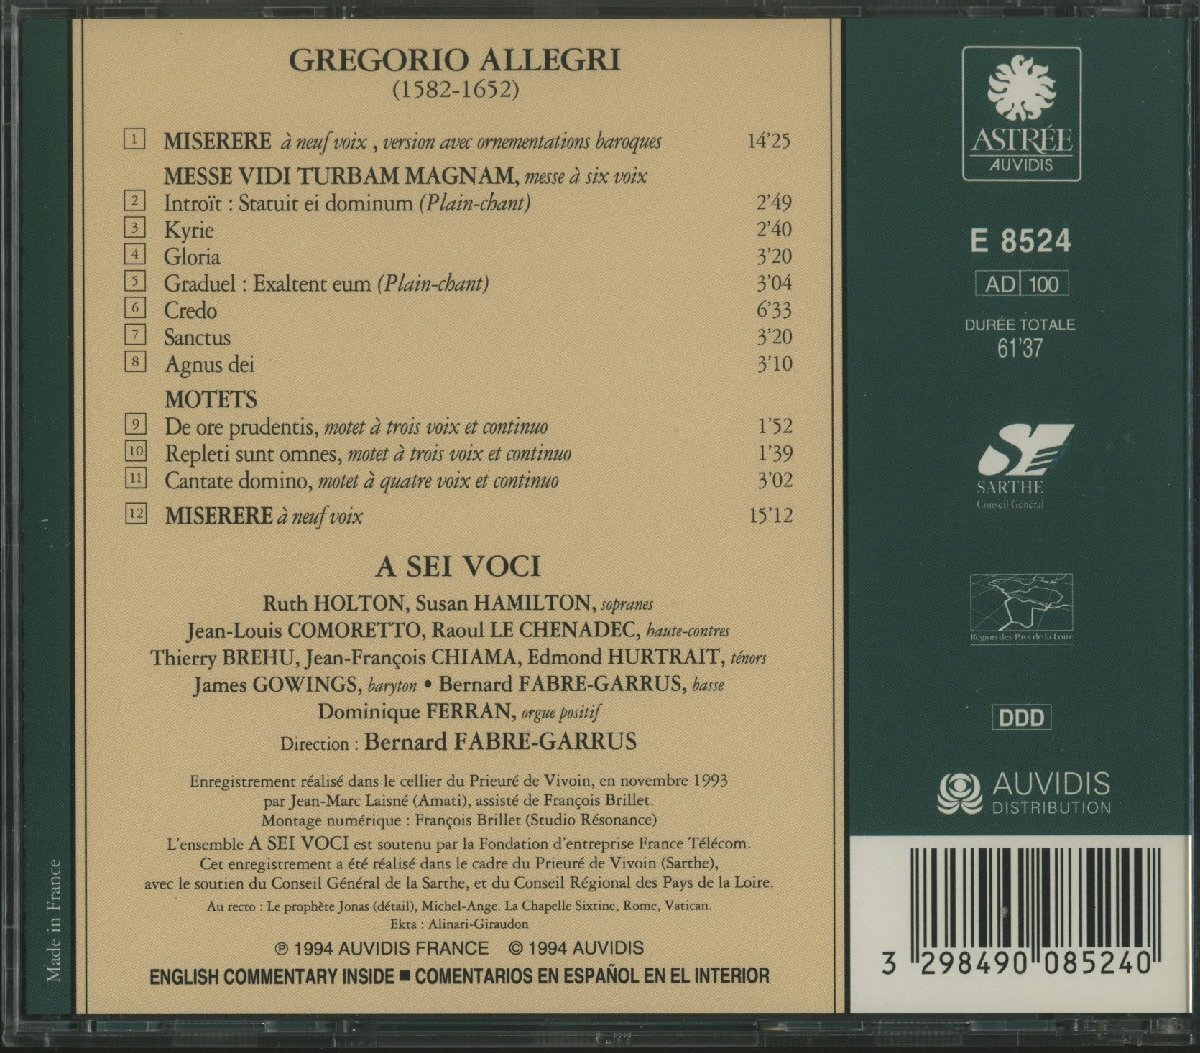 GREGORIO ALLEGRI
(1582-1652)
1 MISERERE à neuf voix , version avec ornementations baroques 14'25
MESSE VIDI TURBAM MAGNAM, messe à six voix
2 Introït : Statuit ei dominum (Plain-chant) 2'49
3 Kyrie 2'40
4 Gloria 3'20
5 Graduel : Exaltent eum (Plain-chant) 3'04
6 Credo 6'33
7 Sanctus 3'20
8 Agnus dei 3'10
MOTETS
9 De ore prudentis, motet à trois voix et continuo 1'52
10 Repleti sunt omnes, motet à trois voix et continuo 1'39
11 Cantate domino, motet à quatre voix et continuo 3'02
12 MISERERE à neuf voix 15'12
A SEI VOCI
Ruth HOLTON, Susan HAMILTON, sopranes
Jean-Louis COMORETTO, Raoul LE CHENADEC, haute-contres
Thierry BREHU, Jean-François CHIAMA, Edmond HURTRAIT, ténors
James GOWINGS, baryton • Bernard FABRE-GARRUS, basse
Dominique FERRAN, orgue positif
Direction : Bernard FABRE-GARRUS
Enregistrement réalisé dans le cellier du Prieuré de Vivoin, en novembre 1993
par Jean-Marc Laisné (Amati), assisté de François Brillet.
Montage numérique : François Brillet (Studio Résonance)
L'ensemble A SEI VOCI est soutenu par la Fondation d'entreprise France Télécom.
Cet enregistrement a été réalisé dans le cadre du Prieuré de Vivoin (Sarthe),
avec le soutien du Conseil Général de la Sarthe, et du Conseil Régional des Pays de la Loire.
Au recto : Le prophète Jonas (détail), Michel-Ange. La Chapelle Sixtine, Rome, Vatican.
Ekta : Alinari-Giraudon
℗ 1994 AUVIDIS FRANCE © 1994 AUVIDIS
ENGLISH COMMENTARY INSIDE ■ COMENTARIOS EN ESPAÑOL EN EL INTERIOR
Made in France
ASTRÉE
AUVIDIS
E 8524
AD 100
DURÉE TOTALE
61'37
SARTHE
Conseil Général
Région des Pays de la Loire
DDD
AUVIDIS
DISTRIBUTION
3 298490 085240